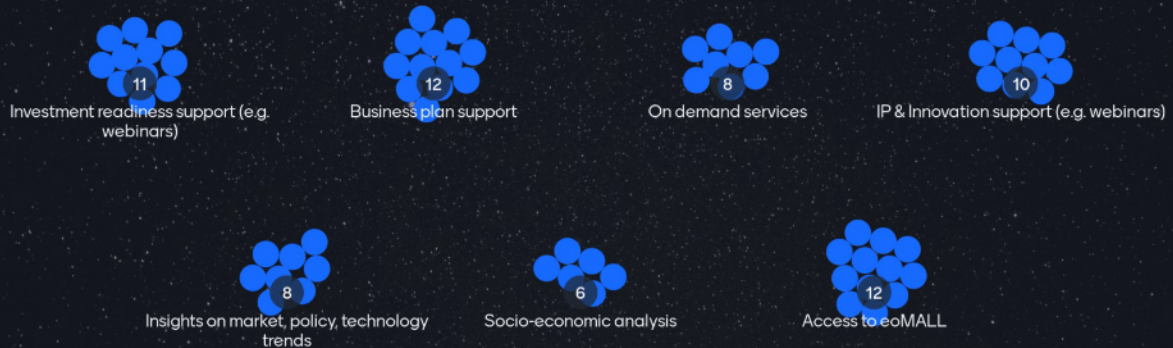 11
Investment readiness support (e.g.
webinars)
12
Business plan support
8
On demand services
10
IP & Innovation support (e.g. webinars)
8
Insights on market, policy, technology
trends
6
Socio-economic analysis
12
Access to eoMALL